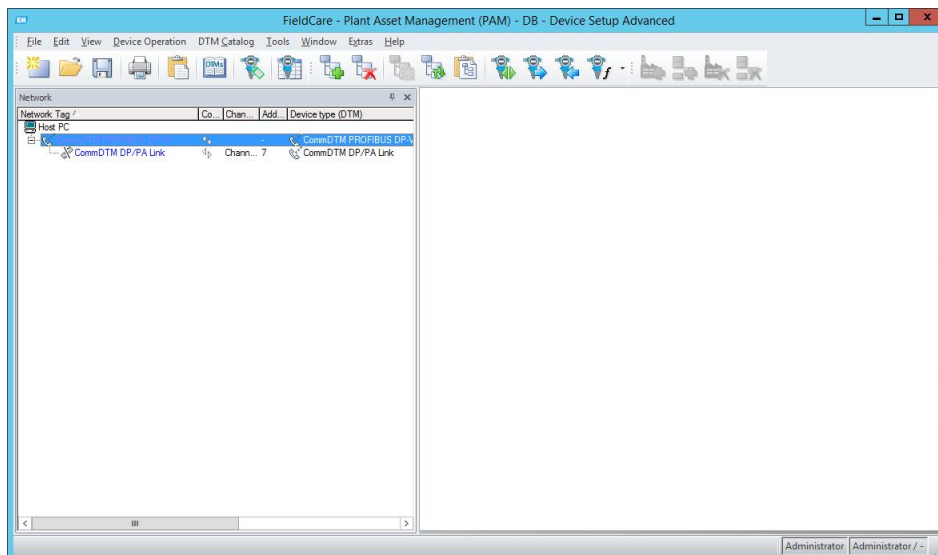 FieldCare - Plant Asset Management (PAM) - DB - Device Setup Advanced
File Edit View Device Operation DTM Catalog Tools Window Extras Help
DTMs
Network
Network Tag Co... Chan... Add... Device type (DTM)
Host PC
- CommDTM PROFIBUS DP-V
CommDTM DP/PA Link Chann... 7 CommDTM DP/PA Link
Administrator Administrator / -